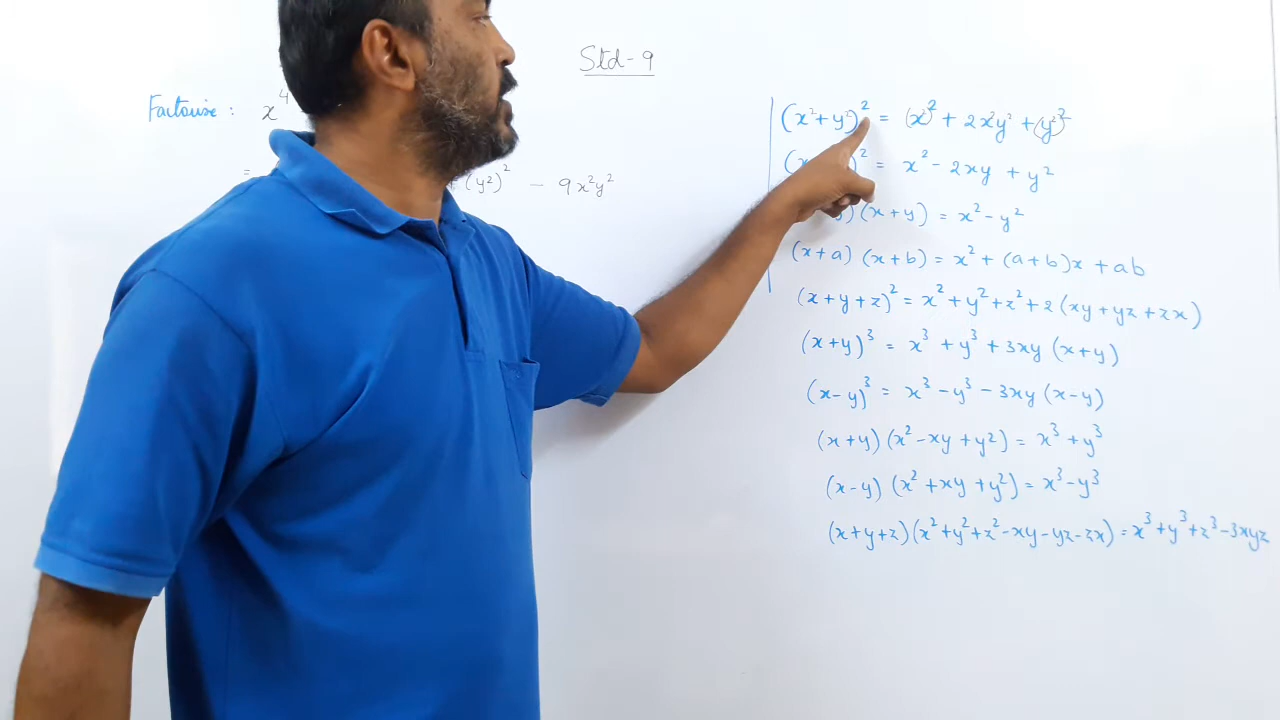 Std-9
Factorise : x⁴
= + (y²)² - 9x²y²
(x²+y²)² = (x²)² + 2x²y² + (y²)²
(x )² = x² - 2xy + y²
y) (x+y) = x² - y²
(x+a) (x+b) = x² + (a+b)x + ab
(x+y+z)² = x² + y² + z² + 2(xy+yz+zx)
(x+y)³ = x³ + y³ + 3xy (x+y)
(x-y)³ = x³ - y³ - 3xy (x-y)
(x+y) (x² - xy + y²) = x³ + y³
(x-y) (x² + xy + y²) = x³ - y³
(x+y+z)(x²+y²+z²-xy-yz-zx) = x³+y³+z³-3xyz